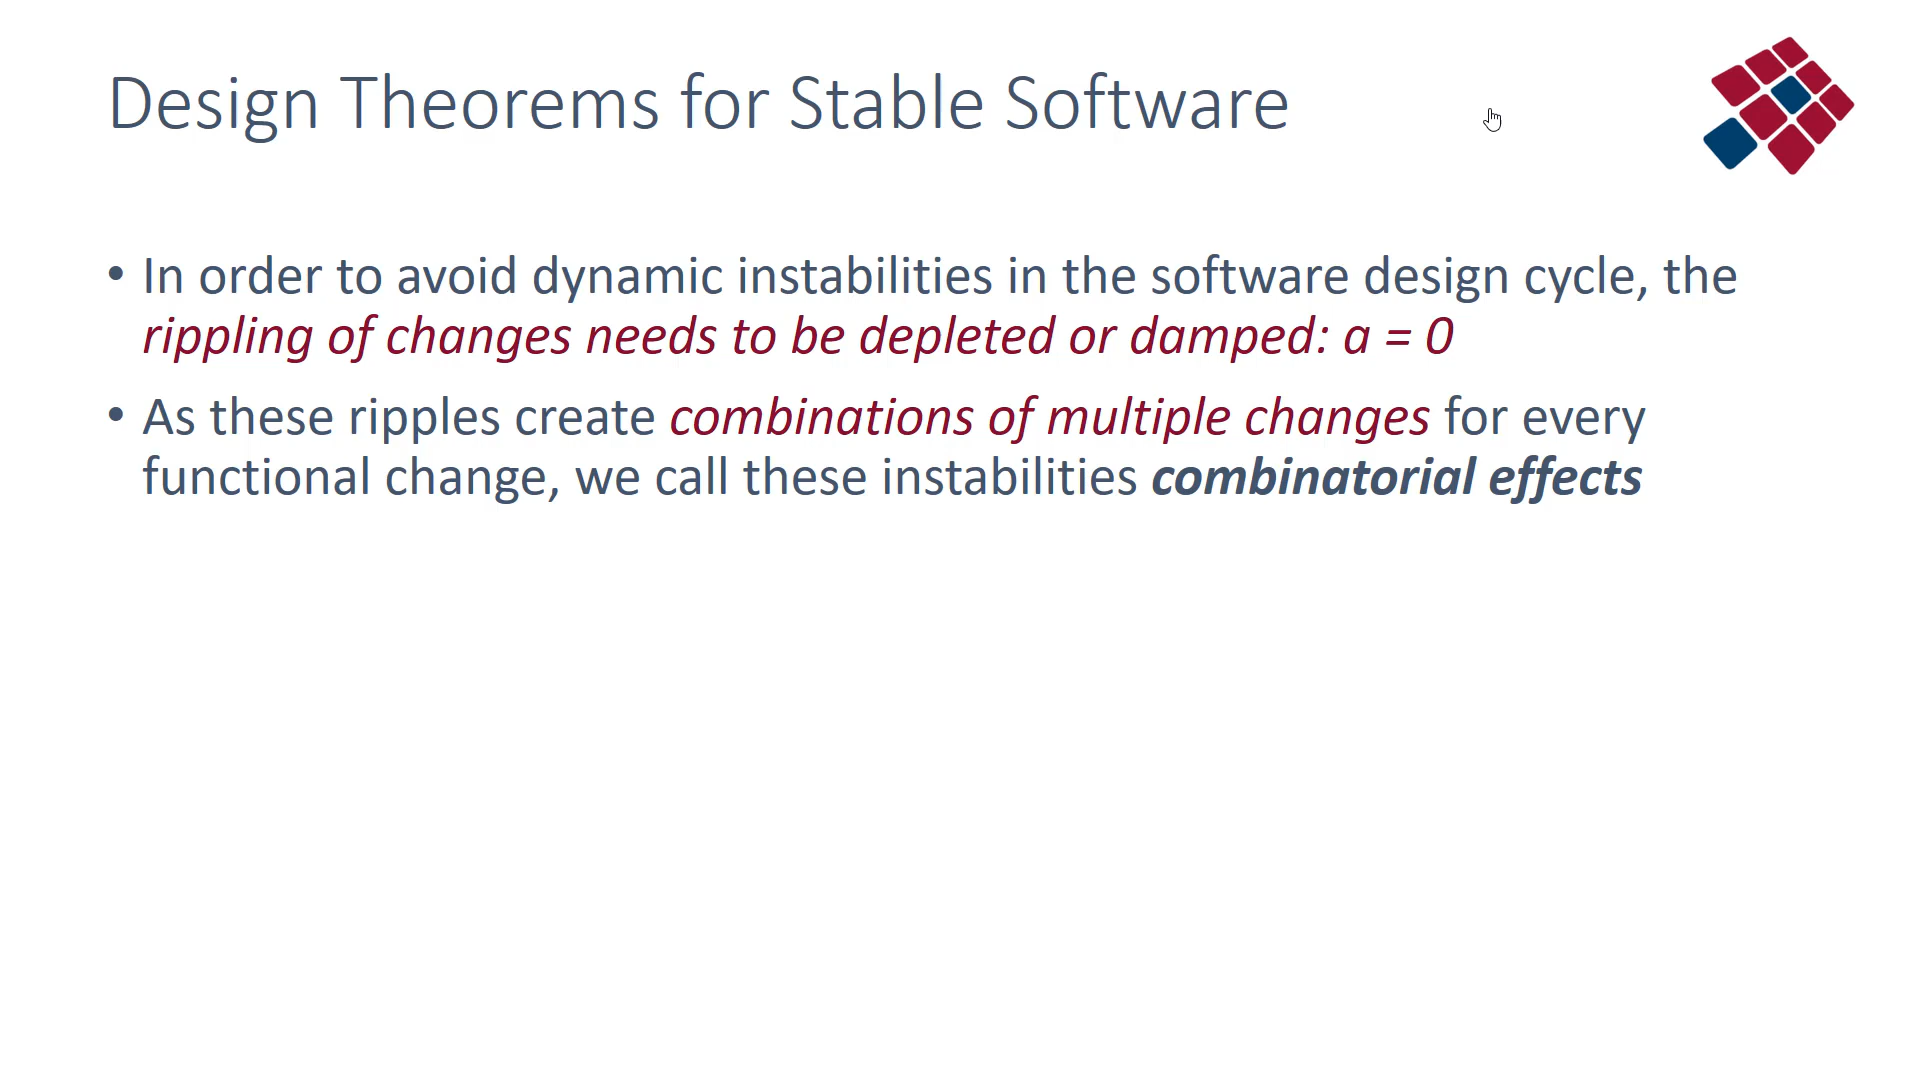 Design Theorems for Stable Software
• In order to avoid dynamic instabilities in the software design cycle, the
rippling of changes needs to be depleted or damped: a = 0
• As these ripples create combinations of multiple changes for every
functional change, we call these instabilities combinatorial effects